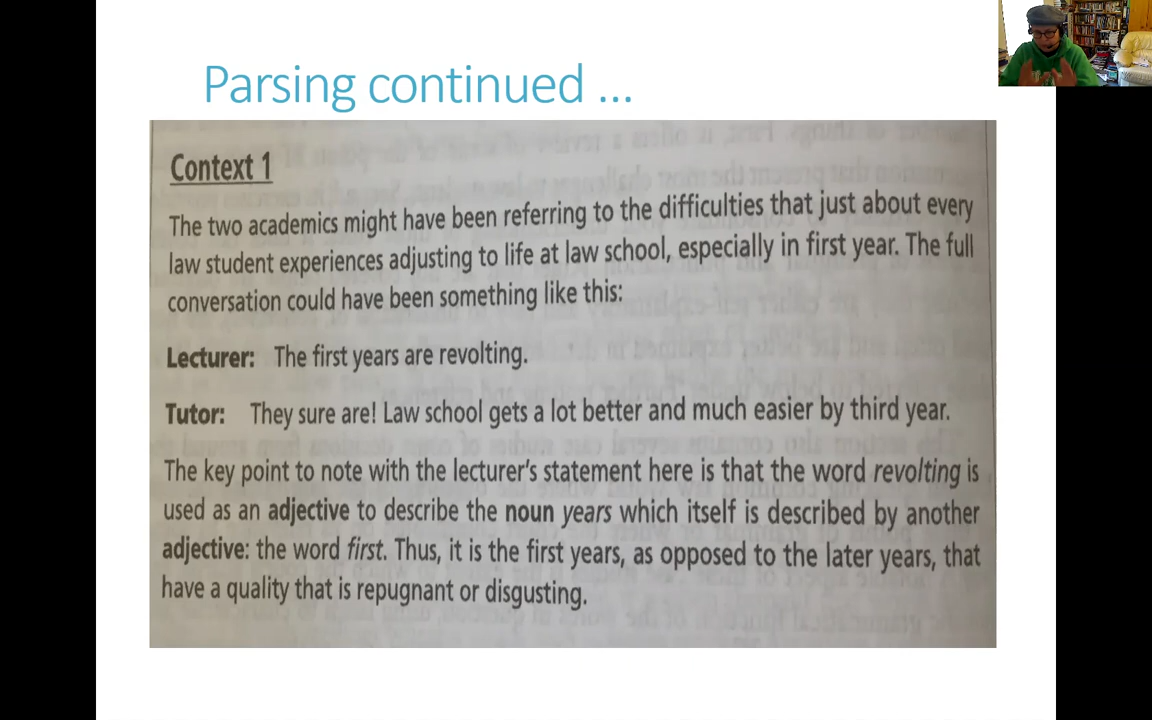 Parsing continued ...
Context 1
The two academics might have been referring to the difficulties that just about every
law student experiences adjusting to life at law school, especially in first year. The full
conversation could have been something like this:
Lecturer: The first years are revolting.
Tutor: They sure are! Law school gets a lot better and much easier by third year.
The key point to note with the lecturer's statement here is that the word revolting is
used as an adjective to describe the noun years which itself is described by another
adjective: the word first. Thus, it is the first years, as opposed to the later years, that
have a quality that is repugnant or disgusting.